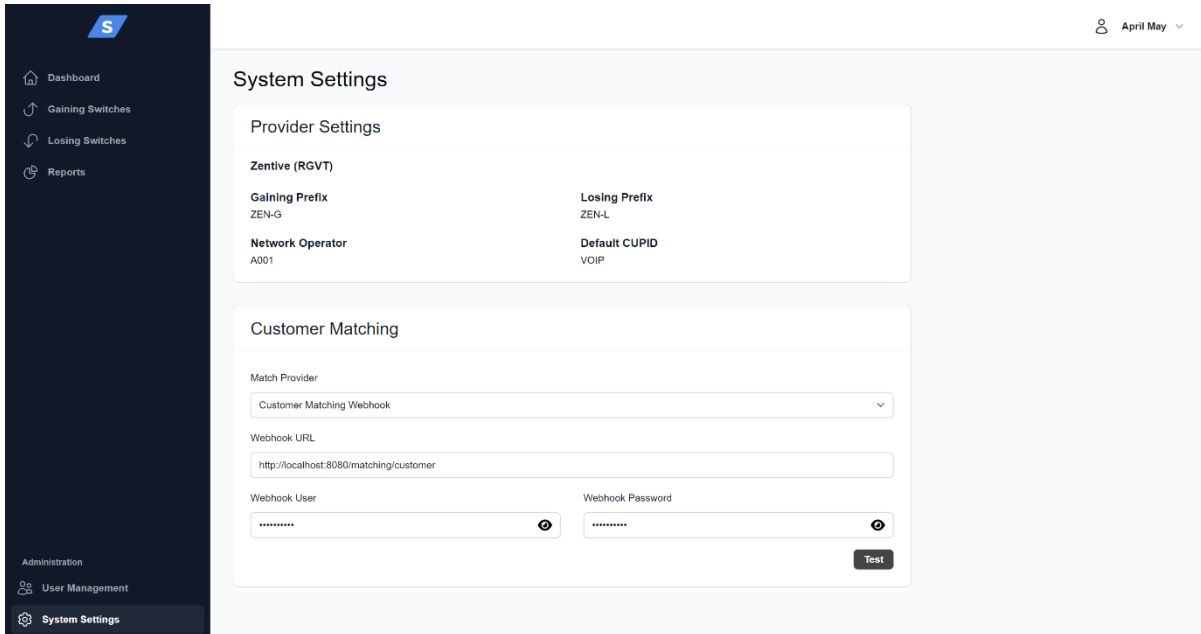 S
April May
Dashboard
Gaining Switches
Losing Switches
Reports
System Settings
Provider Settings
Zentive (RGVT)
Gaining Prefix
Losing Prefix
ZEN-G
ZEN-L
Network Operator
Default CUPID
A001
VOIP
Customer Matching
Match Provider
Customer Matching Webhook
Webhook URL
http://localhost:8080/matching/customer
Webhook User
Webhook Password
••••••••••
••••••••••
Test
Administration
User Management
System Settings